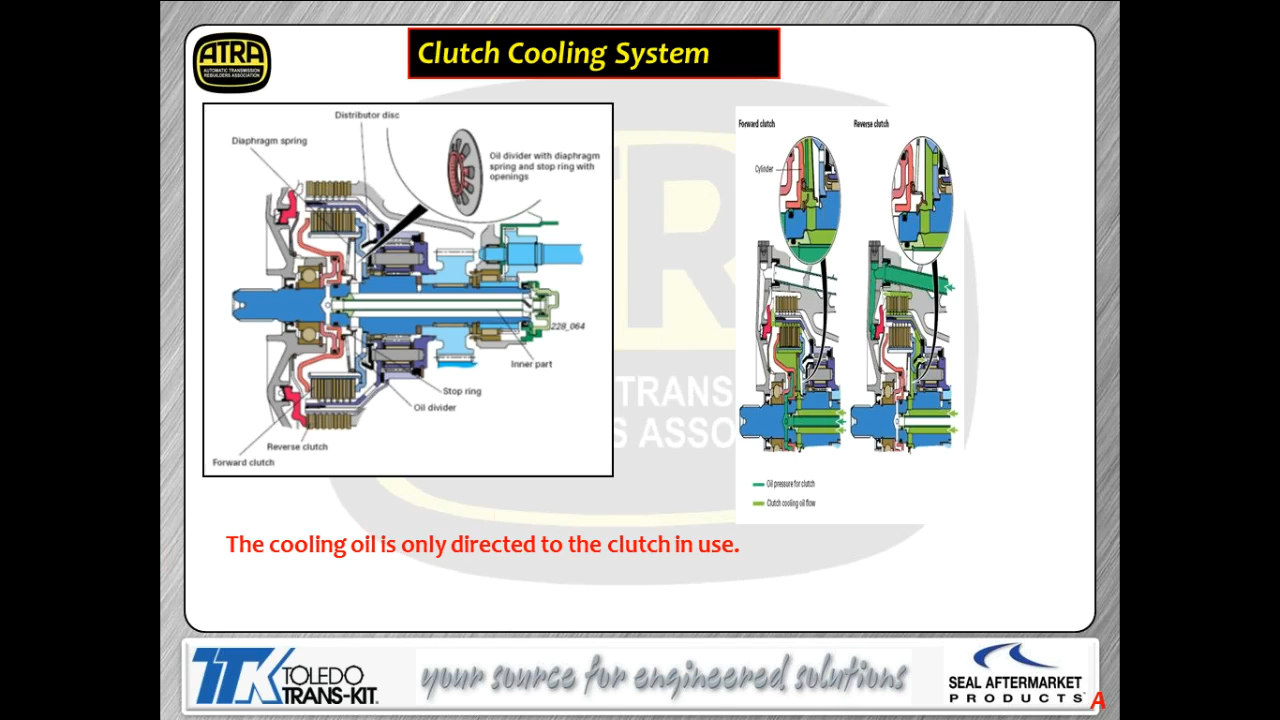 Clutch Cooling System
ATRA
AUTOMATIC TRANSMISSION
REBUILDERS ASSOCIATION
Distributor disc
Diaphragm spring
Oil divider with diaphragm
spring and stop ring with
openings
228_064
Inner part
Stop ring
Oil divider
Reverse clutch
Forward clutch
Forward clutch
Reverse clutch
Cylinder
Oil pressure for clutch
Clutch cooling oil flow
TRANS
S ASSO
The cooling oil is only directed to the clutch in use.
TTK TOLEDO
TRANS-KIT.
your source for engineered solutions
SEAL AFTERMARKET
PRODUCTS
A